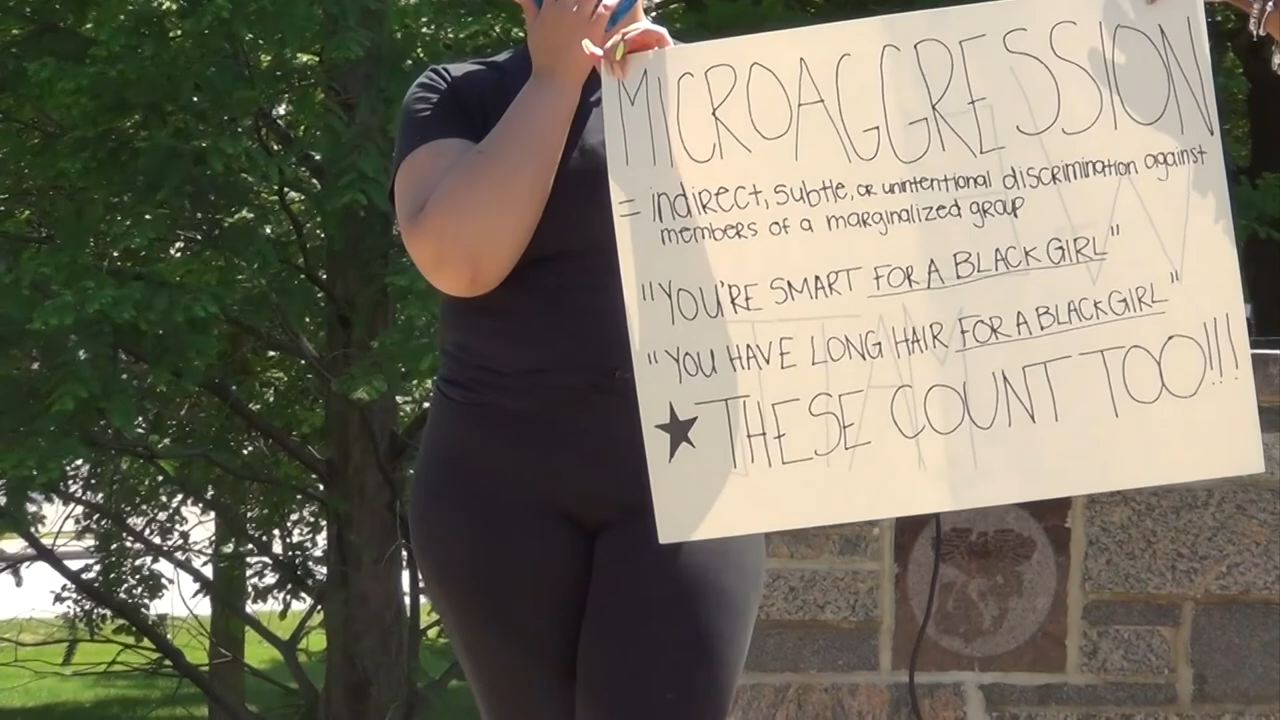 MICROAGGRESSION
= indirect, subtle, or unintentional discrimination against
members of a marginalized group
"YOU'RE SMART FOR A BLACK GIRL"
"YOU HAVE LONG HAIR FOR A BLACK GIRL"
★ THESE COUNT TOO!!!